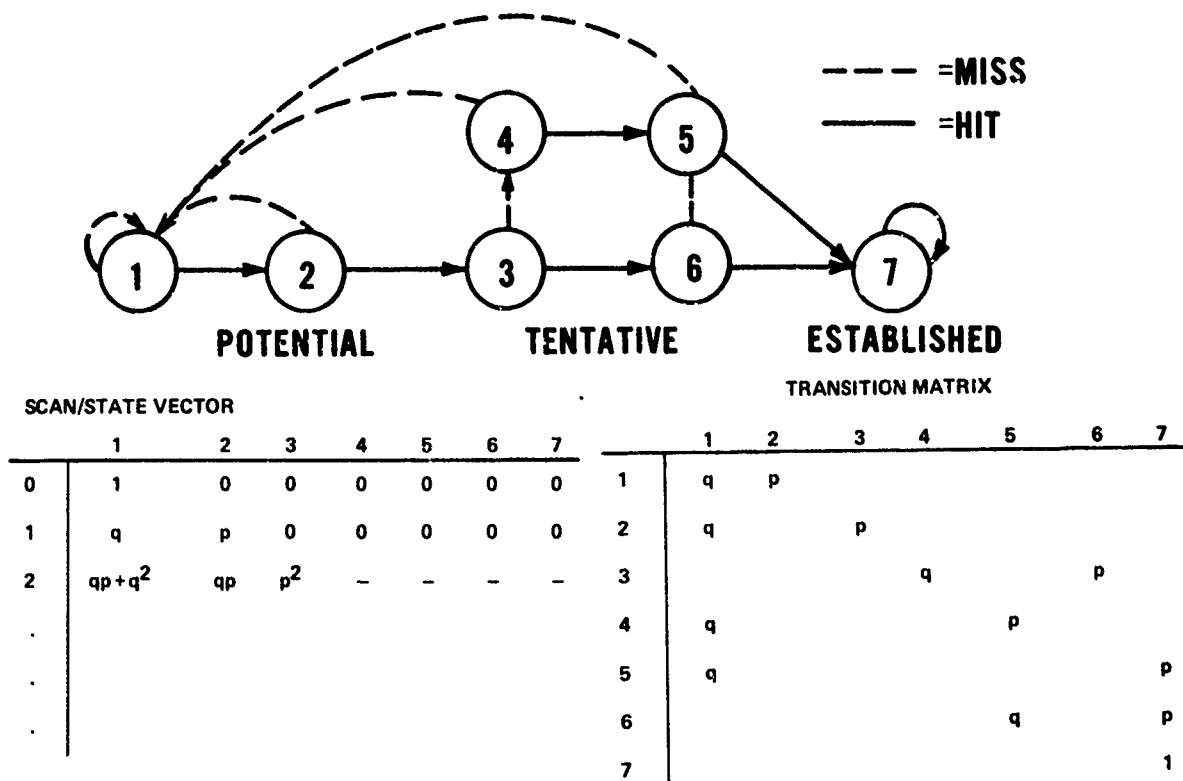 =MISS
=HIT
4 5
1 2 3 6 7
POTENTIAL TENTATIVE ESTABLISHED
SCAN/STATE VECTOR
1 2 3 4 5 6 7
0 1 0 0 0 0 0 0
1 q p 0 0 0 0 0
2 qp+q² qp p² – – – –
.
.
.
TRANSITION MATRIX
1 2 3 4 5 6 7
1 q p
2 q p
3 q p
4 q p
5 q p
6 q p
7 1